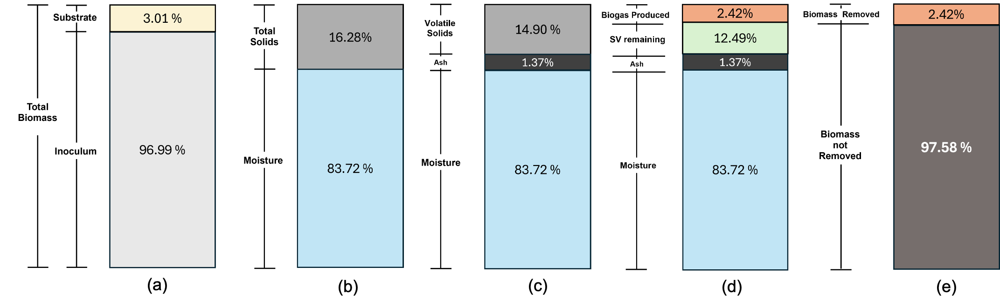 Total
Biomass
Substrate
Inoculum
3.01 %
96.99 %
(a)
Total
Solids
Moisture
16.28%
83.72 %
(b)
Volatile
Solids
Ash
Moisture
14.90 %
1.37%
83.72 %
(c)
Biogas Produced
SV remaining
Ash
Moisture
2.42%
12.49%
1.37%
83.72 %
(d)
Biomass Removed
Biomass
not
Removed
2.42%
97.58 %
(e)